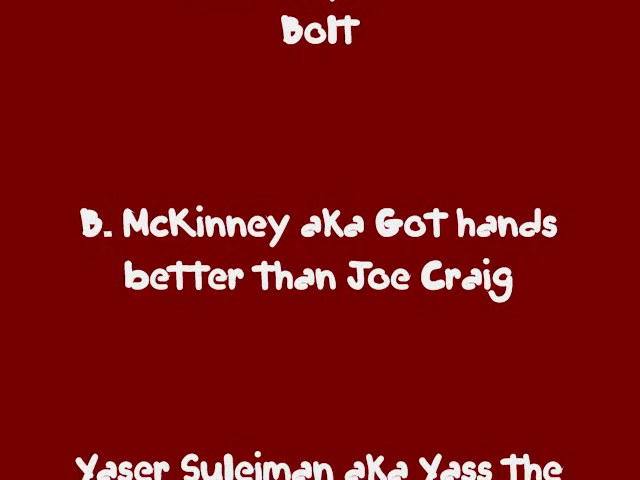 Bolt
B. McKinney aka Got hands
better than Joe Craig
Yaser Suleiman aka Yass the